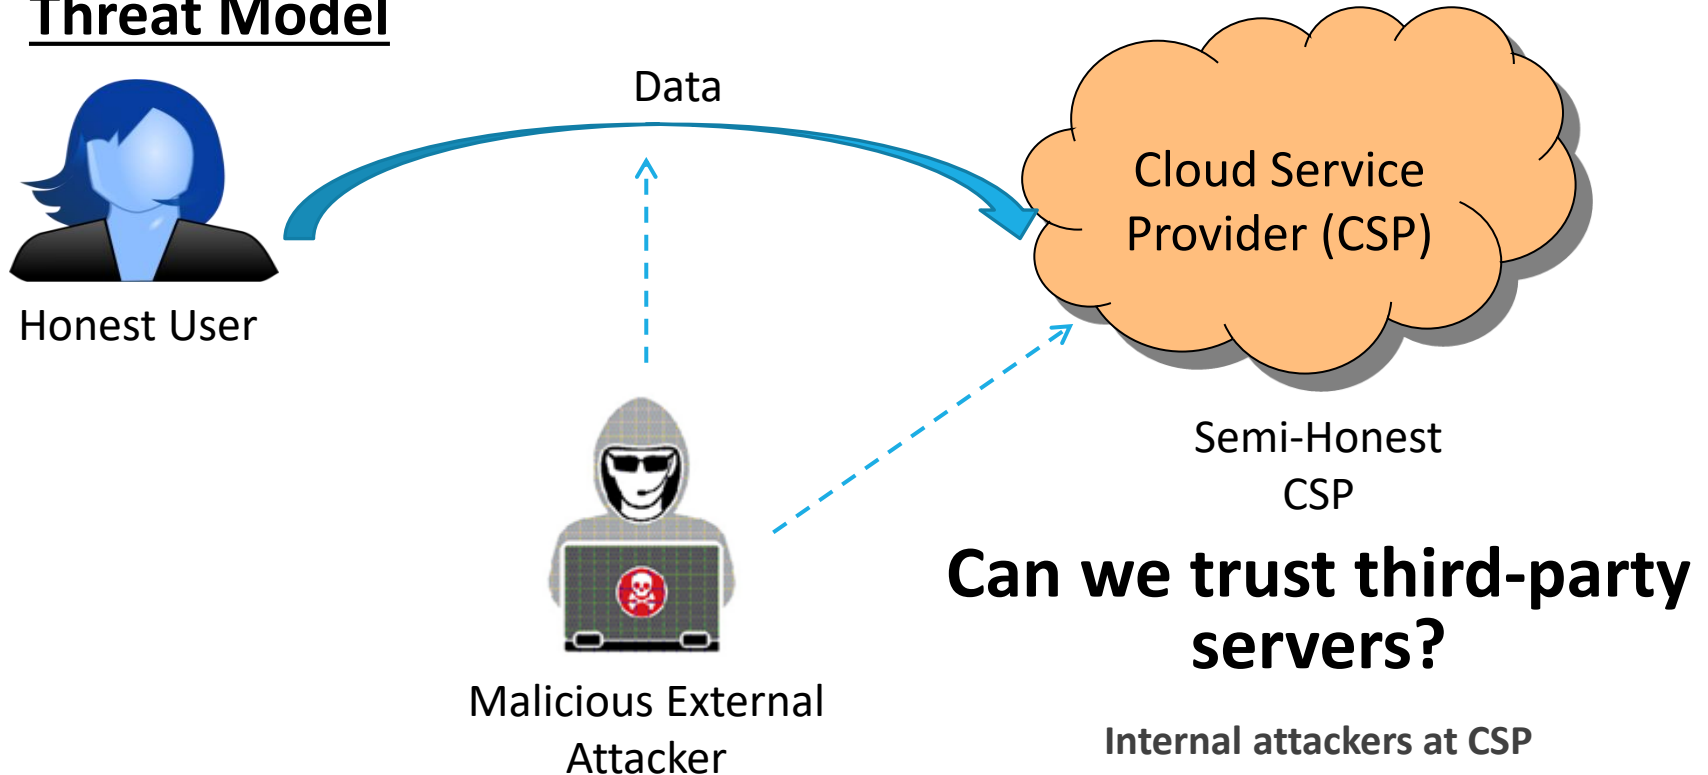 Threat Model
Data
Cloud Service
Provider (CSP)
Honest User
Semi-Honest
CSP
Can we trust third-party
servers?
Malicious External
Attacker
Internal attackers at CSP